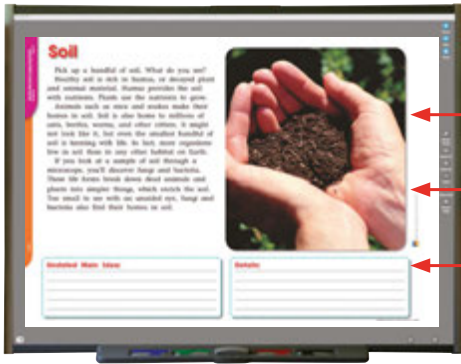 Soil
Pick up a handful of soil. What do you see?
Healthy soil is rich in humus, or decayed plant
and animal material. Humus provides the soil
with nutrients. Plants use the nutrients to grow.
Animals such as and snakes make their
homes in soil. Soil is also home to millions of
ants, beetles, worms, and other critters. It might
not look like it, but even the smallest handful of
soil is teeming with life. In fact, more organisms
live in soil than in any other habitat on Earth.
If you look at a sample of soil through a
microscope, you'll discover fungi and bacteria.
These life forms break down dead animals and
plants into simpler things, which enrich the soil.
Too small to see with an unaided eye, fungi and
bacteria also find their homes in soil.
Unstated Main Idea:
Details: